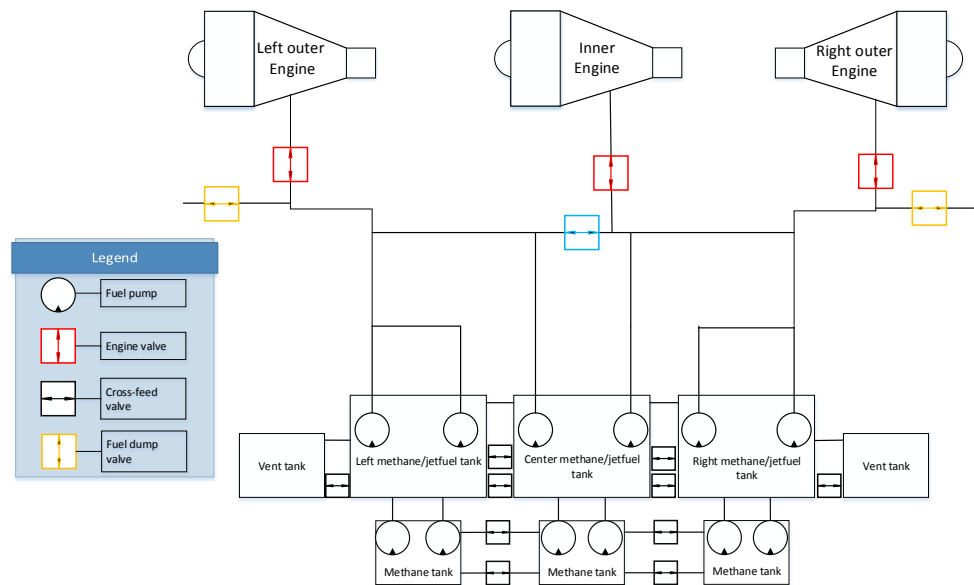 Left outer
Engine
Inner
Engine
Right outer
Engine
Legend
Fuel pump
Engine valve
Cross-feed
valve
Fuel dump
valve
Vent tank
Left methane/jetfuel tank
Center methane/jetfuel
tank
Right methane/jetfuel
tank
Vent tank
Methane tank
Methane tank
Methane tank